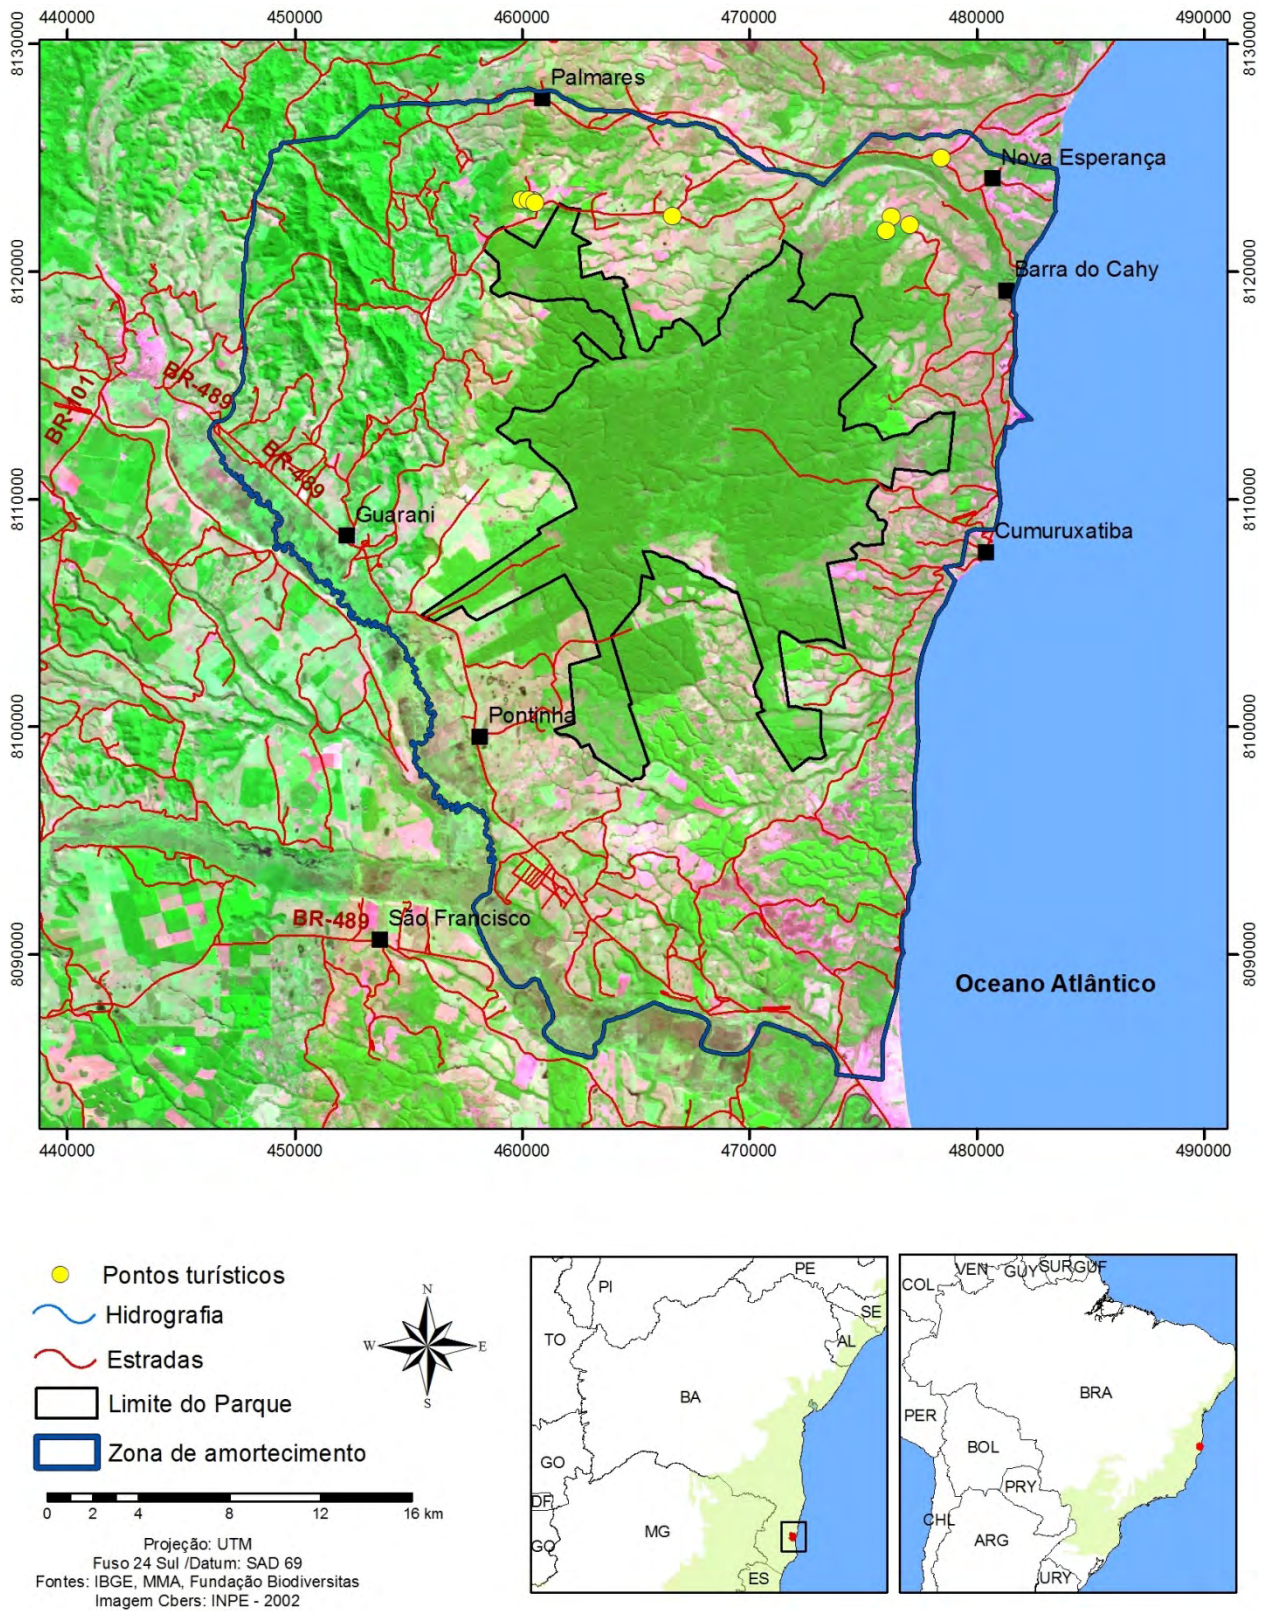 440000 450000 460000 470000 480000 490000
8130000
8130000
Palmares
Nova Esperança
8120000
Barra do Cahy
8120000
BR-489
BR-101
BR-489
8110000
Guarani
Cumuruxatiba
8110000
8100000
Pontinha
8100000
BR-489
São Francisco
8090000
Oceano Atlântico
8090000
440000 450000 460000 470000 480000 490000
Pontos turísticos
Hidrografia
Estradas
Limite do Parque
Zona de amortecimento
0 2 4 8 12 16 km
Projeção: UTM
Fuso 24 Sul /Datum: SAD 69
Fontes: IBGE, MMA, Fundação Biodiversitas
Imagem Cbers: INPE - 2002
N
W E
S
PI
PE
SE
AL
TO
BA
GO
DF
MG
GO
ES
COL
VEN
GUY
SUR
GUF
BRA
PER
BOL
PRY
CHL
ARG
URY